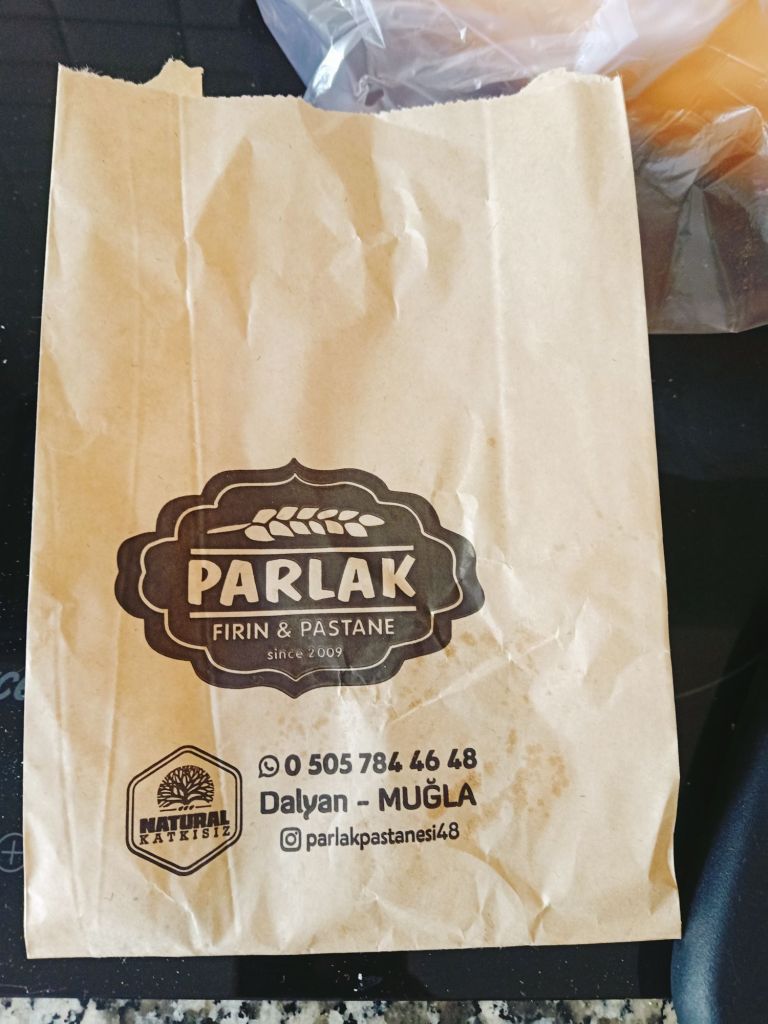 PARLAK
FIRIN & PASTANE
since 2009
0 505 784 46 48
Dalyan - MUĞLA
parlakpastanesi48
NATURAL
KATKISIZ